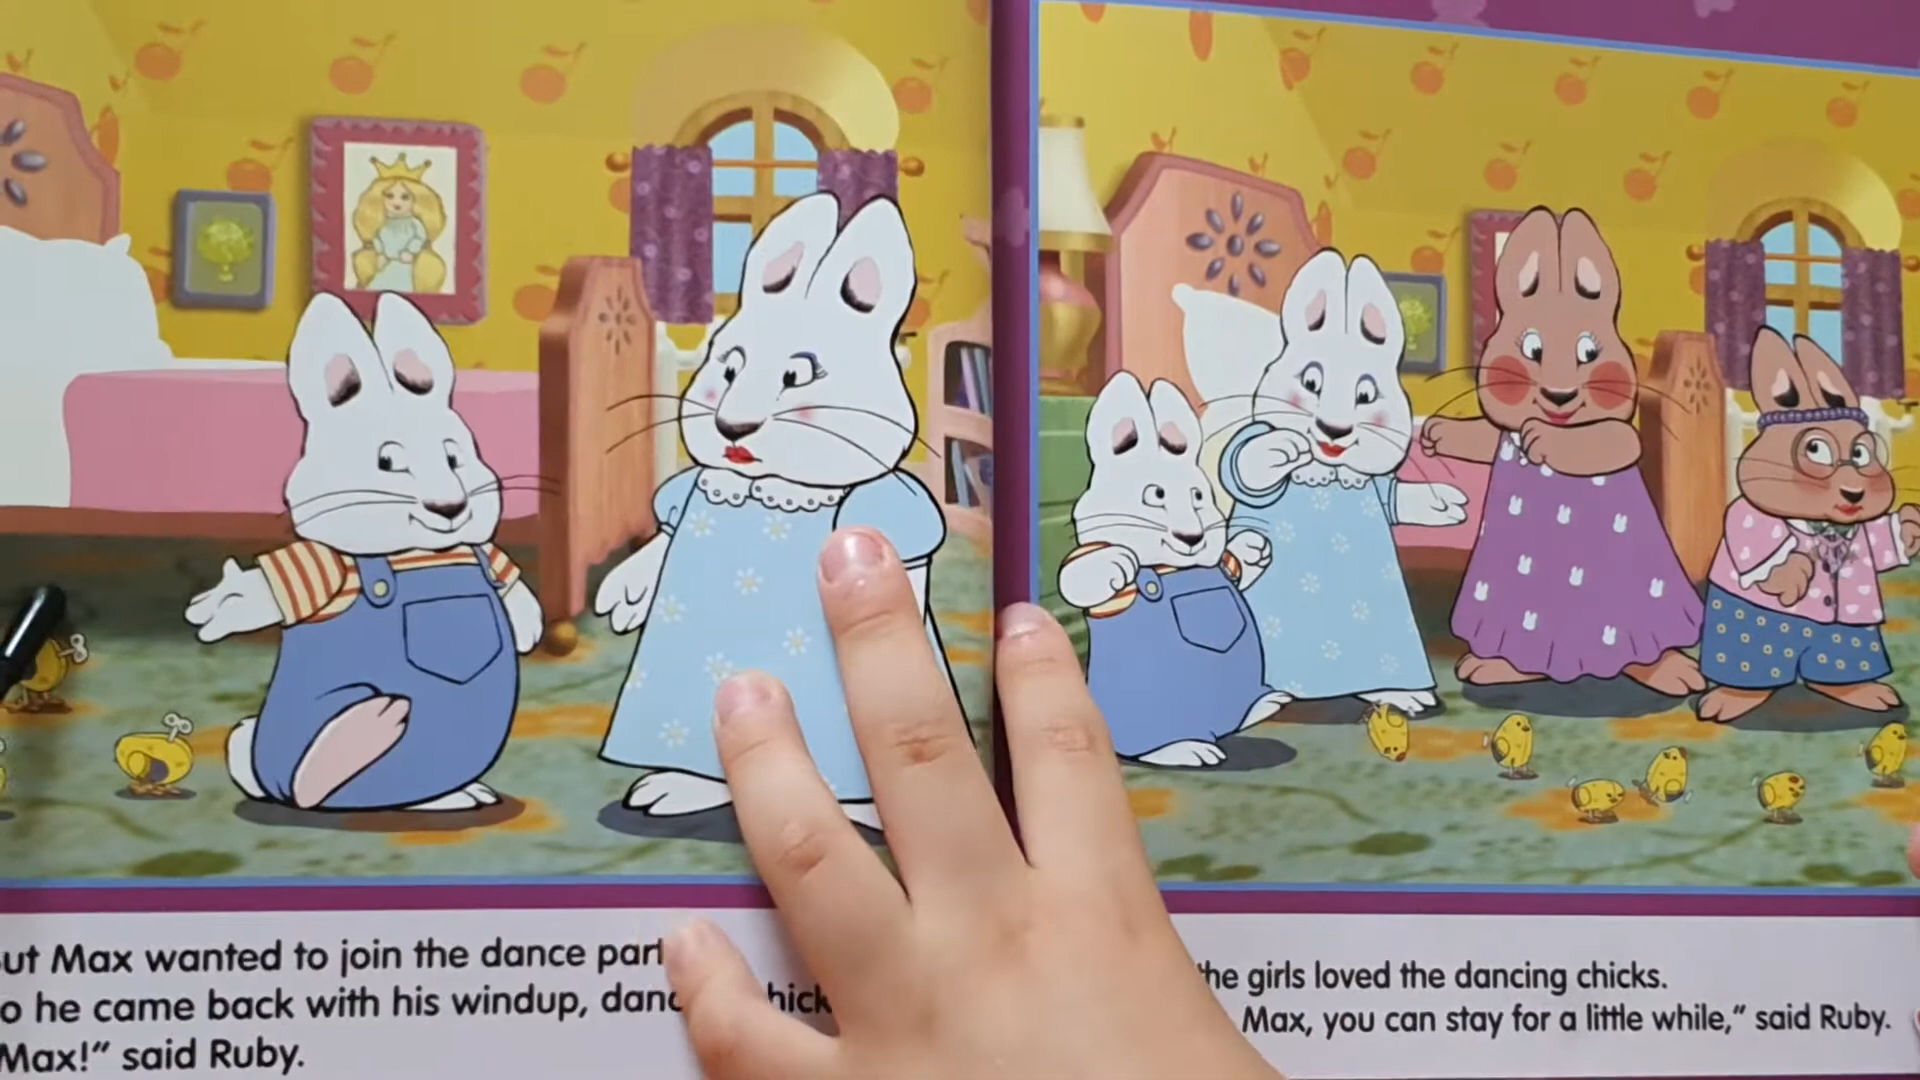 ut Max wanted to join the dance part
o he came back with his windup, danc hick
Max!” said Ruby.
he girls loved the dancing chicks.
Max, you can stay for a little while,” said Ruby.